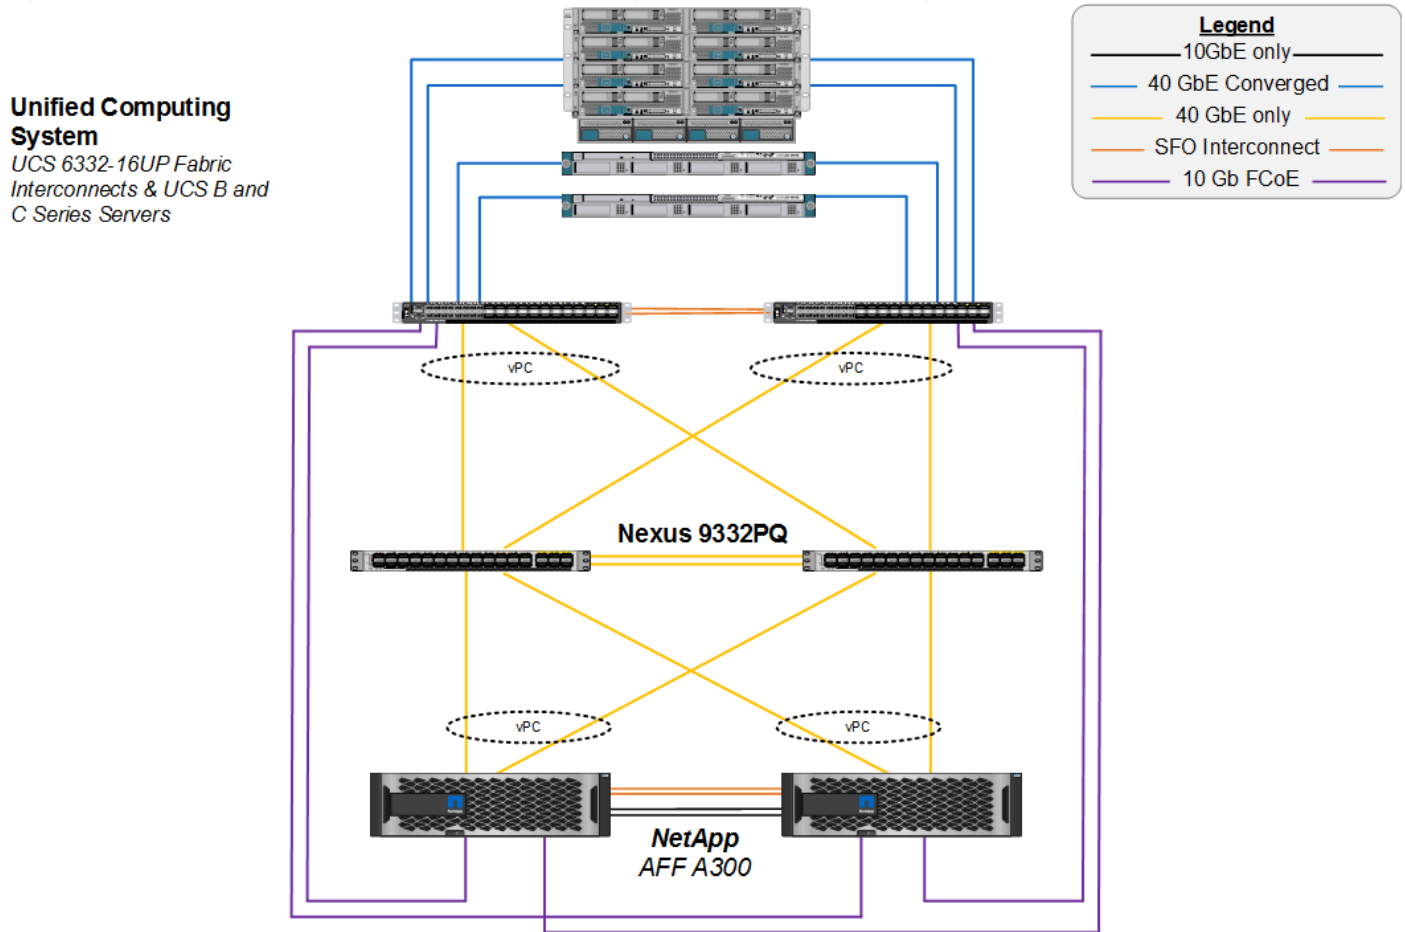 Unified Computing
System
UCS 6332-16UP Fabric
Interconnects & UCS B and
C Series Servers
Legend
10GbE only
40 GbE Converged
40 GbE only
SFO Interconnect
10 Gb FCoE
vPC
vPC
Nexus 9332PQ
vPC
vPC
NetApp
AFF A300